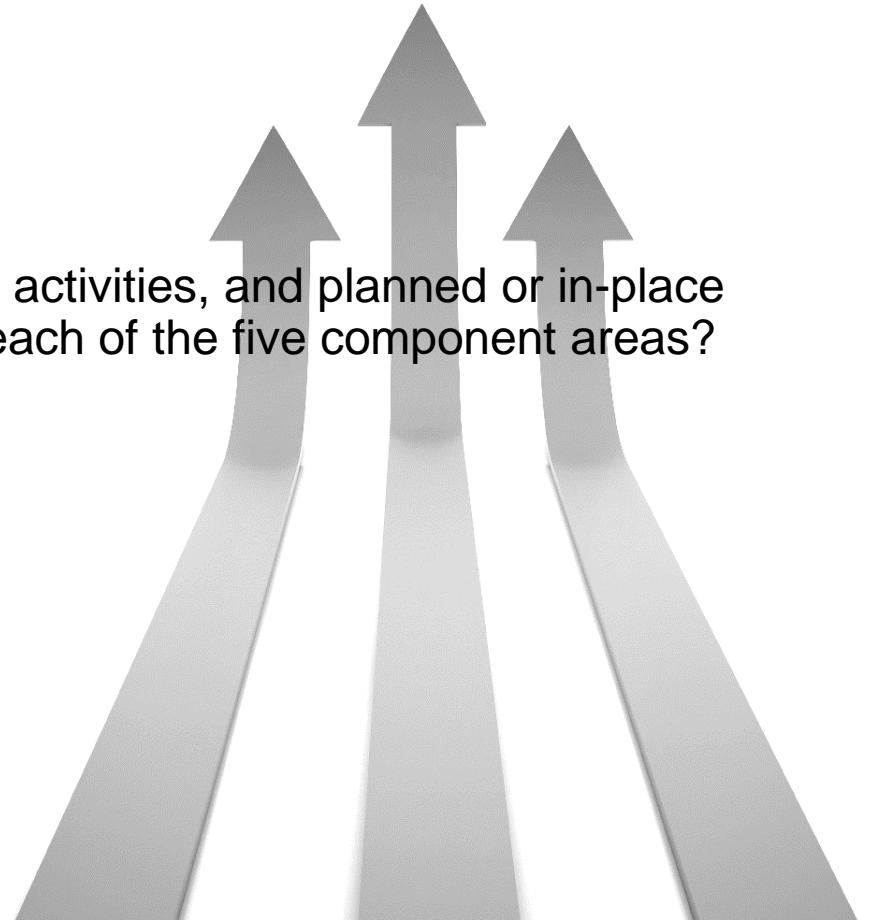 activities, and planned or in-place
each of the five component areas?